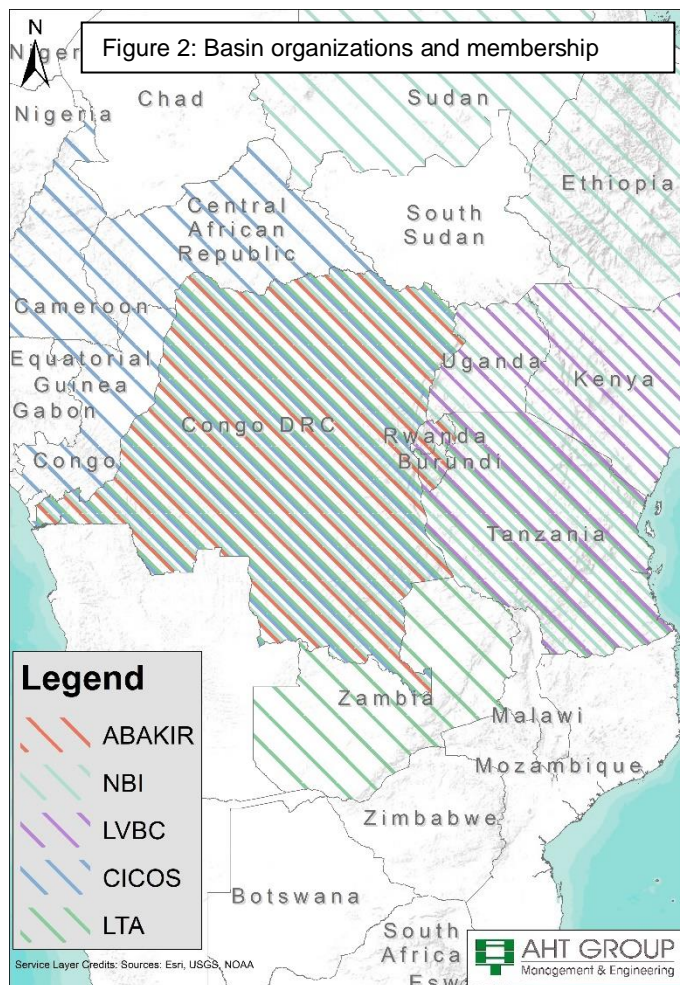 N
Figure 2: Basin organizations and membership
Niger
Chad
Sudan
Nigeria
Ethiopia
Central
African
Republic
South
Sudan
Cameroon
Equatorial
Guinea
Gabon
Uganda
Kenya
Congo DRC
Rwanda
Burundi
Congo
Tanzania
Legend
ABAKIR
NBI
LVBC
CICOS
LTA
Zambia
Malawi
Mozambique
Zimbabwe
Botswana
South
Africa
Esw
Service Layer Credits: Sources: Esri, USGS, NOAA
AHT GROUP
Management & Engineering